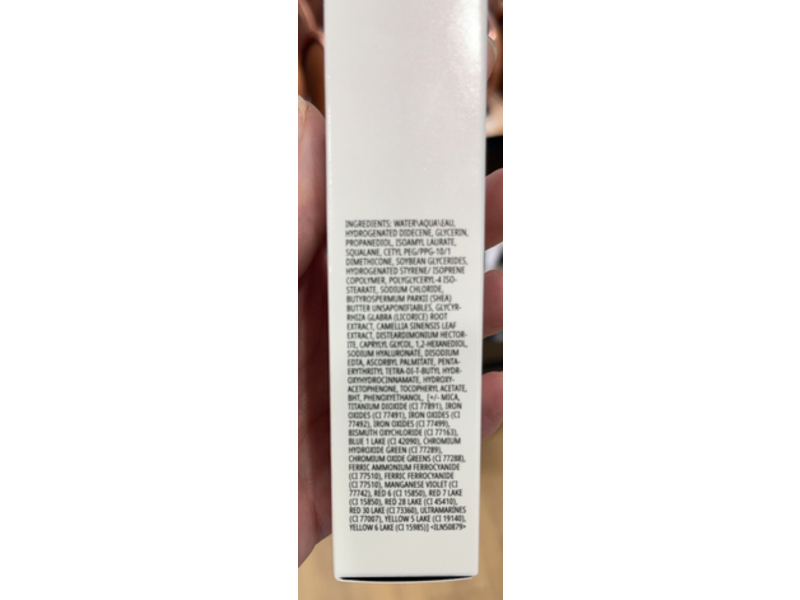 INGREDIENTS: WATER\AQUA\EAU,
HYDROGENATED DIDECENE, GLYCERIN,
PROPANEDIOL, ISOAMYL LAURATE,
SQUALANE, CETYL PEG/PPG-10/1
DIMETHICONE, SOYBEAN GLYCERIDES,
HYDROGENATED STYRENE/ ISOPRENE
COPOLYMER, POLYGLYCERYL-4 ISO-
STEARATE, SODIUM CHLORIDE,
BUTYROSPERMUM PARKII (SHEA)
BUTTER UNSAPONIFIABLES, GLYCYR-
RHIZA GLABRA (LICORICE) ROOT
EXTRACT, CAMELLIA SINENSIS LEAF
EXTRACT, DISTEARDIMONIUM HECTOR-
ITE, CAPRYLYL GLYCOL, 1,2-HEXANEDIOL,
SODIUM HYALURONATE, DISODIUM
EDTA, ASCORBYL PALMITATE, PENTA-
ERYTHRITYL TETRA-DI-T-BUTYL HYDR-
OXYHYDROCINNAMATE, HYDROXY-
ACETOPHENONE, TOCOPHERYL ACETATE,
BHT, PHENOXYETHANOL, [+/- MICA,
TITANIUM DIOXIDE (CI 77891), IRON
OXIDES (CI 77491), IRON OXIDES (CI
77492), IRON OXIDES (CI 77499),
BISMUTH OXYCHLORIDE (CI 77163),
BLUE 1 LAKE (CI 42090), CHROMIUM
HYDROXIDE GREEN (CI 77289),
CHROMIUM OXIDE GREENS (CI 77288),
FERRIC AMMONIUM FERROCYANIDE
(CI 77510), FERRIC FERROCYANIDE
(CI 77510), MANGANESE VIOLET (CI
77742), RED 6 (CI 15850), RED 7 LAKE
(CI 15850), RED 28 LAKE (CI 45410),
RED 30 LAKE (CI 73360), ULTRAMARINES
(CI 77007), YELLOW 5 LAKE (CI 19140),
YELLOW 6 LAKE (CI 15985)] <ILN50879>